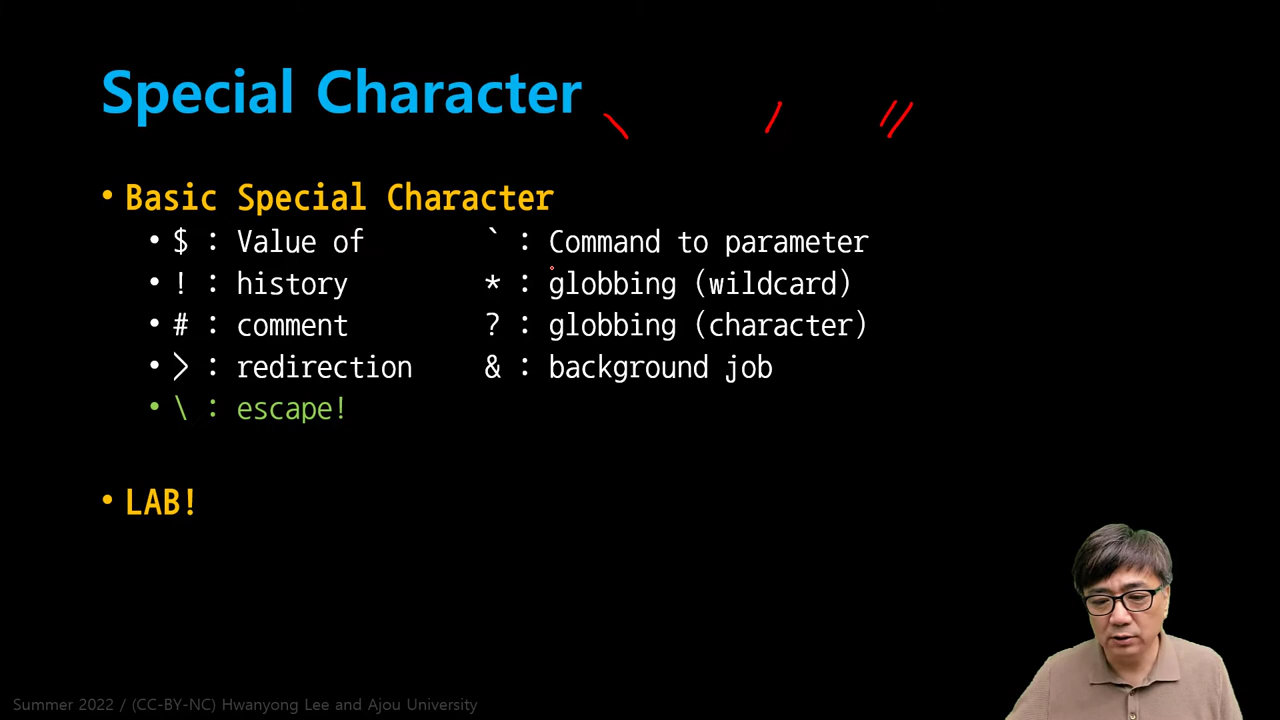 Special Character
• Basic Special Character
• $ : Value of ` : Command to parameter
• ! : history * : globbing (wildcard)
• # : comment ? : globbing (character)
• > : redirection & : background job
• \ : escape!
• LAB!
Summer 2022 / (CC-BY-NC) Hwanyong Lee and Ajou University